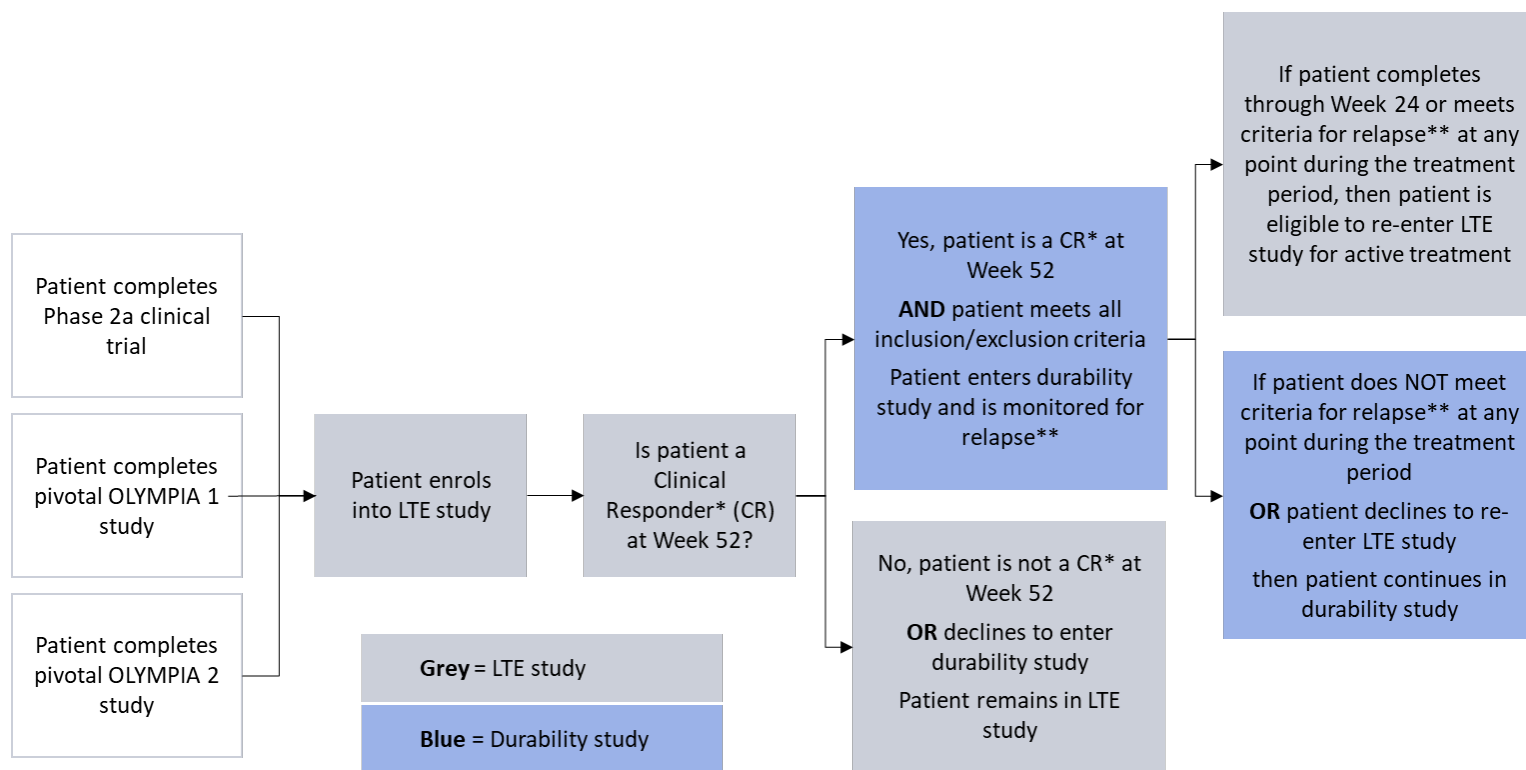 Patient completes
Phase 2a clinical
trial
Patient completes
pivotal OLYMPIA 1
study
Patient completes
pivotal OLYMPIA 2
study
Patient enrols
into LTE study
Is patient a
Clinical
Responder* (CR)
at Week 52?
Yes, patient is a CR* at
Week 52
AND patient meets all
inclusion/exclusion criteria
Patient enters durability
study and is monitored for
relapse**
No, patient is not a CR* at
Week 52
OR declines to enter
durability study
Patient remains in LTE
study
If patient completes
through Week 24 or meets
criteria for relapse** at any
point during the treatment
period, then patient is
eligible to re-enter LTE
study for active treatment
If patient does NOT meet
criteria for relapse** at any
point during the treatment
period
OR patient declines to re-
enter LTE study
then patient continues in
durability study
Grey = LTE study
Blue = Durability study